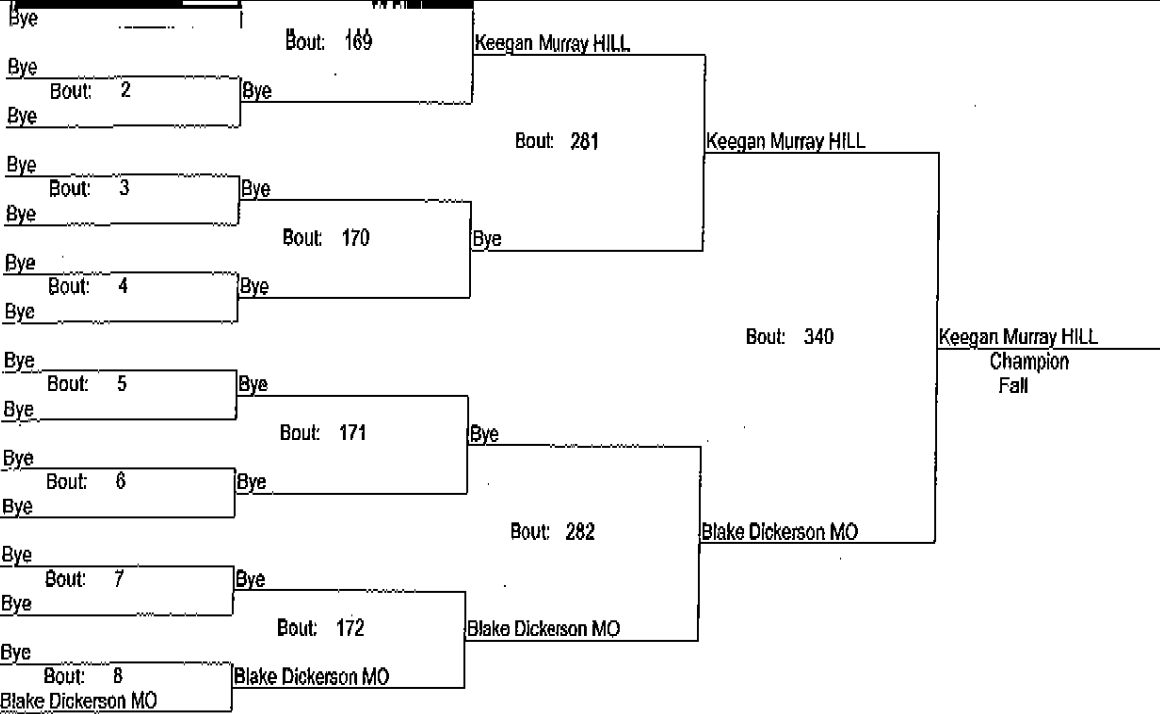 Bye
Bout: 169
Keegan Murray HILL
Bye
Bout: 2
Bye
Bye
Bout: 281
Keegan Murray HILL
Bye
Bout: 3
Bye
Bye
Bout: 170
Bye
Bye
Bout: 4
Bye
Bye
Bout: 340
Keegan Murray HILL
Champion
Fall
Bye
Bout: 5
Bye
Bye
Bout: 171
Bye
Bye
Bout: 6
Bye
Bye
Bout: 282
Blake Dickerson MO
Bye
Bout: 7
Bye
Bye
Bout: 172
Blake Dickerson MO
Bye
Bout: 8
Blake Dickerson MO
Blake Dickerson MO